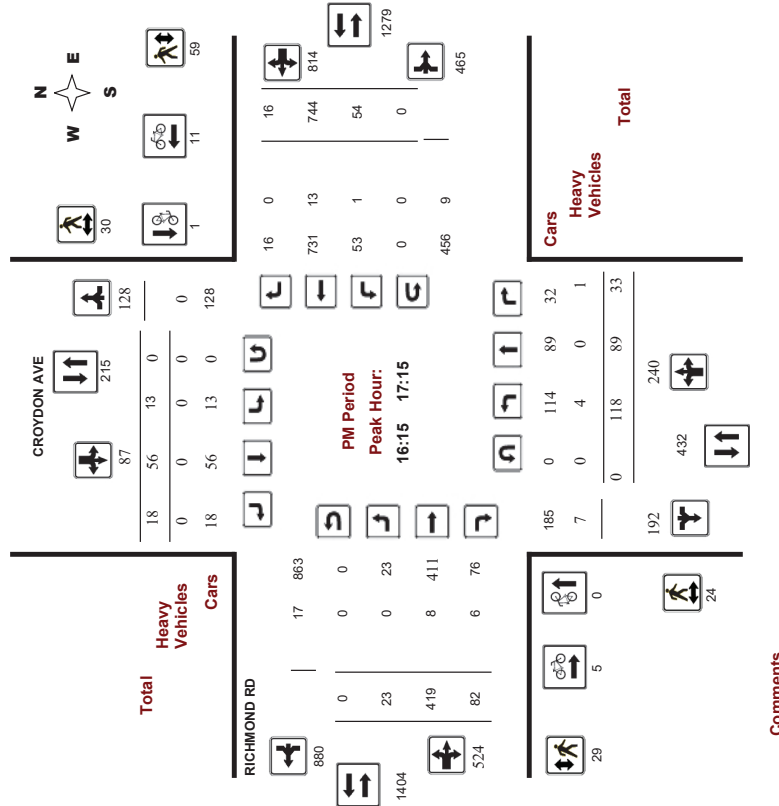 N
W E
S
30
59
1
11
CROYDON AVE
87 215 128
Total 18 56 13 0
Heavy Vehicles 0 0 0 0 0
Cars 18 56 13 0 128
814
1279
465
16 0 16
731 13 744
53 1 54
0 0 0
456 9
PM Period
Peak Hour:
16:15 17:15
RICHMOND RD
880
1404
524
17 863
0 0 0
23 0 23
419 8 411
82 6 76
Cars
185 0 114 89 32
Heavy Vehicles
7 0 4 0 1
Total
0 118 89 33
192
432
240
29
5
0
24
Comments